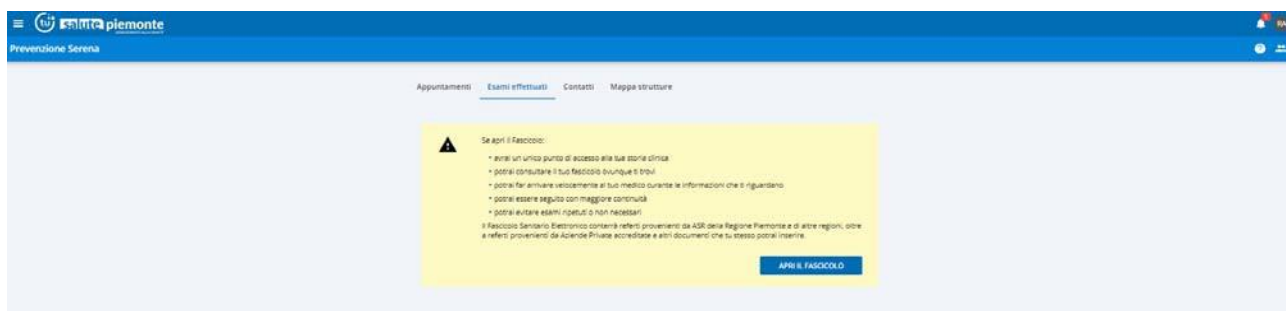 tu salute piemonte
1
RA
Prevenzione Serena
Appuntamenti Esami effettuati Contatti Mappa strutture
Se apri il Fascicolo:
• avrai un unico punto di accesso alla tua storia clinica
• potrai consultare il tuo fascicolo ovunque ti trovi
• potrai far arrivare velocemente al tuo medico curante le informazioni che ti riguardano
• potrai essere seguito con maggiore continuità
• potrai evitare esami ripetuti o non necessari
Il Fascicolo Sanitario Elettronico conterrà referti provenienti da ASR della Regione Piemonte e di altre regioni, oltre
a referti provenienti da Aziende Private accreditate e altri documenti che tu stesso potrai inserire.
APRI IL FASCICOLO